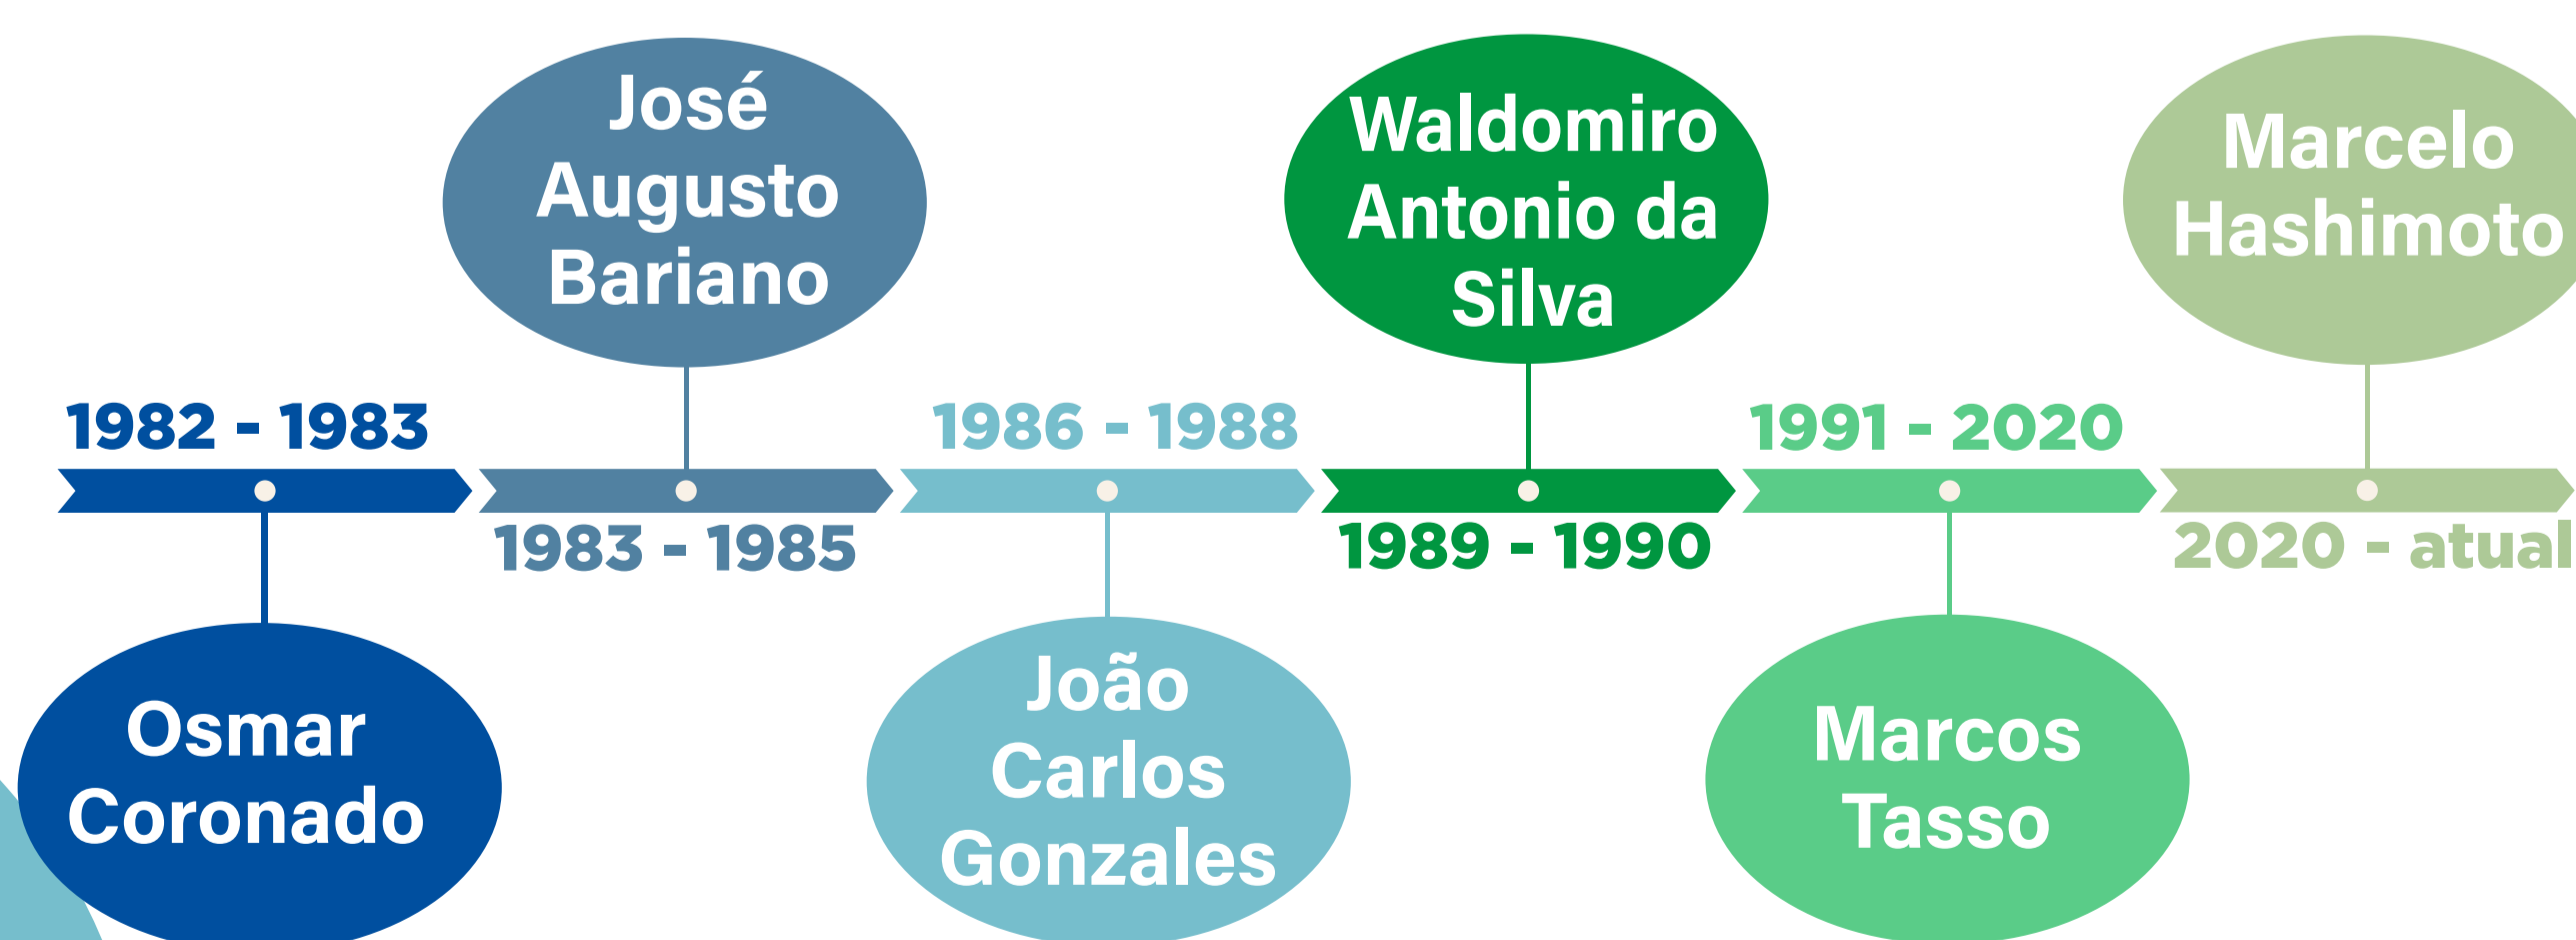 1982 - 1983
Osmar
Coronado
José
Augusto
Bariano
1983 - 1985
1986 - 1988
João
Carlos
Gonzales
Waldomiro
Antonio da
Silva
1989 - 1990
1991 - 2020
Marcos
Tasso
Marcelo
Hashimoto
2020 - atual